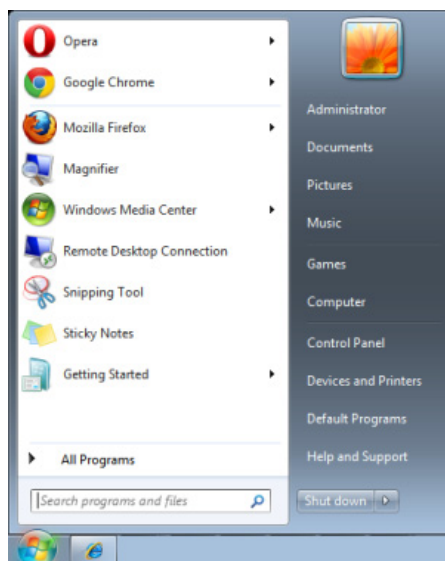 Opera
Google Chrome
Mozilla Firefox
Magnifier
Windows Media Center
Remote Desktop Connection
Snipping Tool
Sticky Notes
Getting Started
All Programs
Search programs and files
Administrator
Documents
Pictures
Music
Games
Computer
Control Panel
Devices and Printers
Default Programs
Help and Support
Shut down